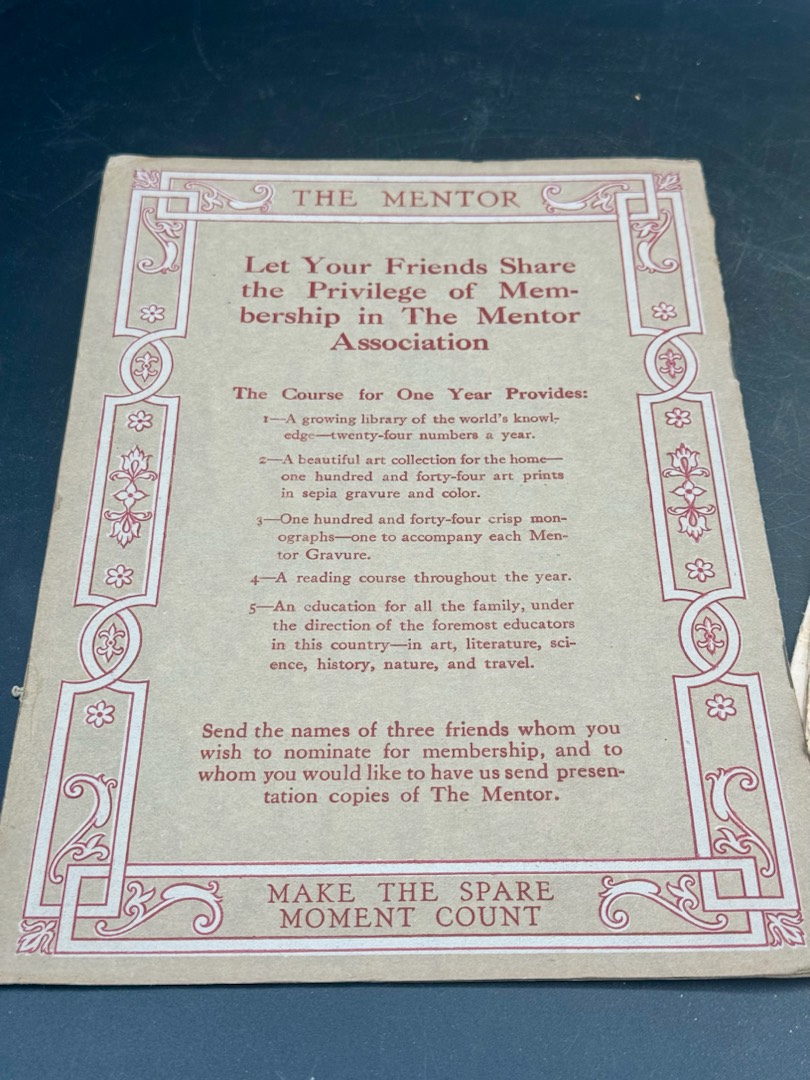 THE MENTOR
Let Your Friends Share
the Privilege of Mem-
bership in The Mentor
Association
The Course for One Year Provides:
1—A growing library of the world's knowl-
edge—twenty-four numbers a year.
2—A beautiful art collection for the home—
one hundred and forty-four art prints
in sepia gravure and color.
3—One hundred and forty-four crisp mon-
ographs—one to accompany each Men-
tor Gravure.
4—A reading course throughout the year.
5—An education for all the family, under
the direction of the foremost educators
in this country—in art, literature, sci-
ence, history, nature, and travel.
Send the names of three friends whom you
wish to nominate for membership, and to
whom you would like to have us send presen-
tation copies of The Mentor.
MAKE THE SPARE
MOMENT COUNT